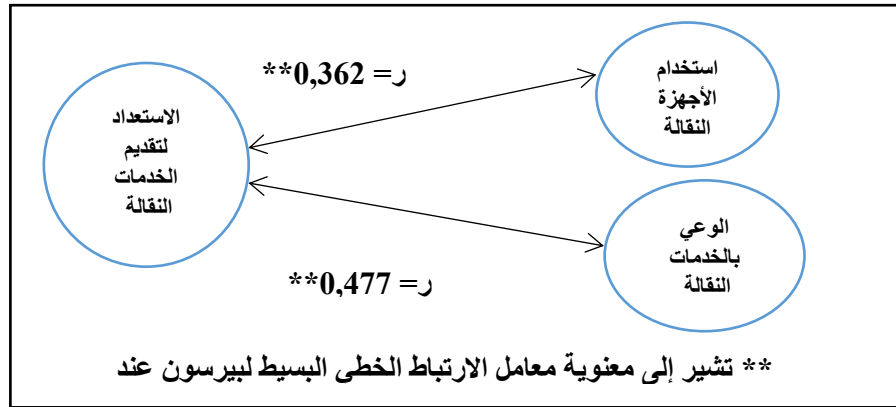 استخدام
الأجهزة
النقالة
ر= 0,362**
الاستعداد
لتقديم
الخدمات
النقالة
الوعي
بالخدمات
النقالة
ر= 0,477**
** تشير إلى معنوية معامل الارتباط الخطى البسيط لبيرسون عند